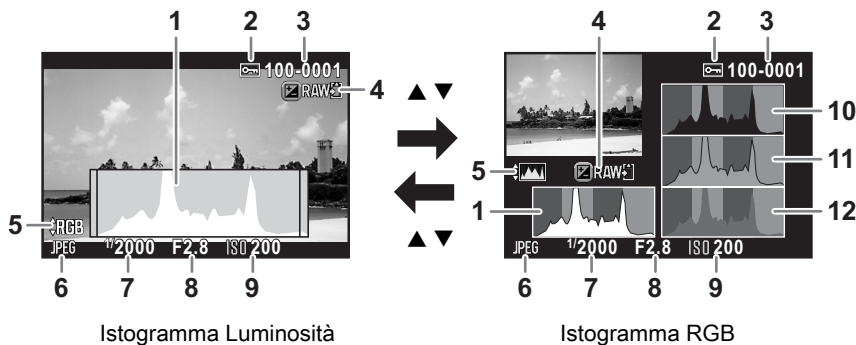 1 2 3
100-0001
RAW
4
▲ ▼
5 RGB
JPEG 1/2000 F2.8 ISO 200
6 7 8 9
Istogramma Luminosità
▲ ▼
4 2 3
100-0001
10
5 RAW
11
1
12
JPEG 1/2000 F2.8 ISO 200
6 7 8 9
Istogramma RGB